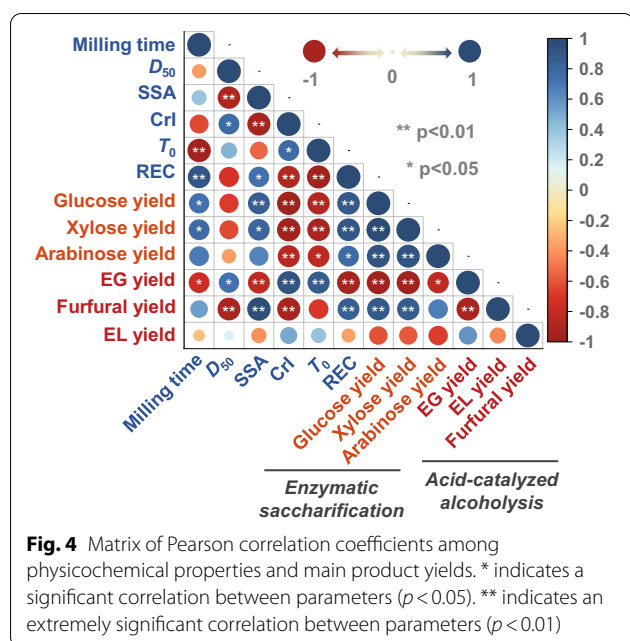 Milling time
D50
SSA
CrI
T0
REC
Glucose yield
Xylose yield
Arabinose yield
EG yield
Furfural yield
EL yield
-1 0 1
** p<0.01
* p<0.05
1
0.8
0.6
0.4
0.2
0
-0.2
-0.4
-0.6
-0.8
-1
**
* **
** *
** * ** **
* ** ** ** **
* ** ** ** ** **
** * * ** **
* * ** ** ** ** ** ** *
** ** ** ** ** ** **
Milling time
D50
SSA
CrI
T0
REC
Glucose yield
Xylose yield
Arabinose yield
EG yield
EL yield
Furfural yield
Enzymatic saccharification
Acid-catalyzed alcoholysis
Fig. 4 Matrix of Pearson correlation coefficients among
physicochemical properties and main product yields. * indicates a
significant correlation between parameters (p < 0.05). ** indicates an
extremely significant correlation between parameters (p < 0.01)